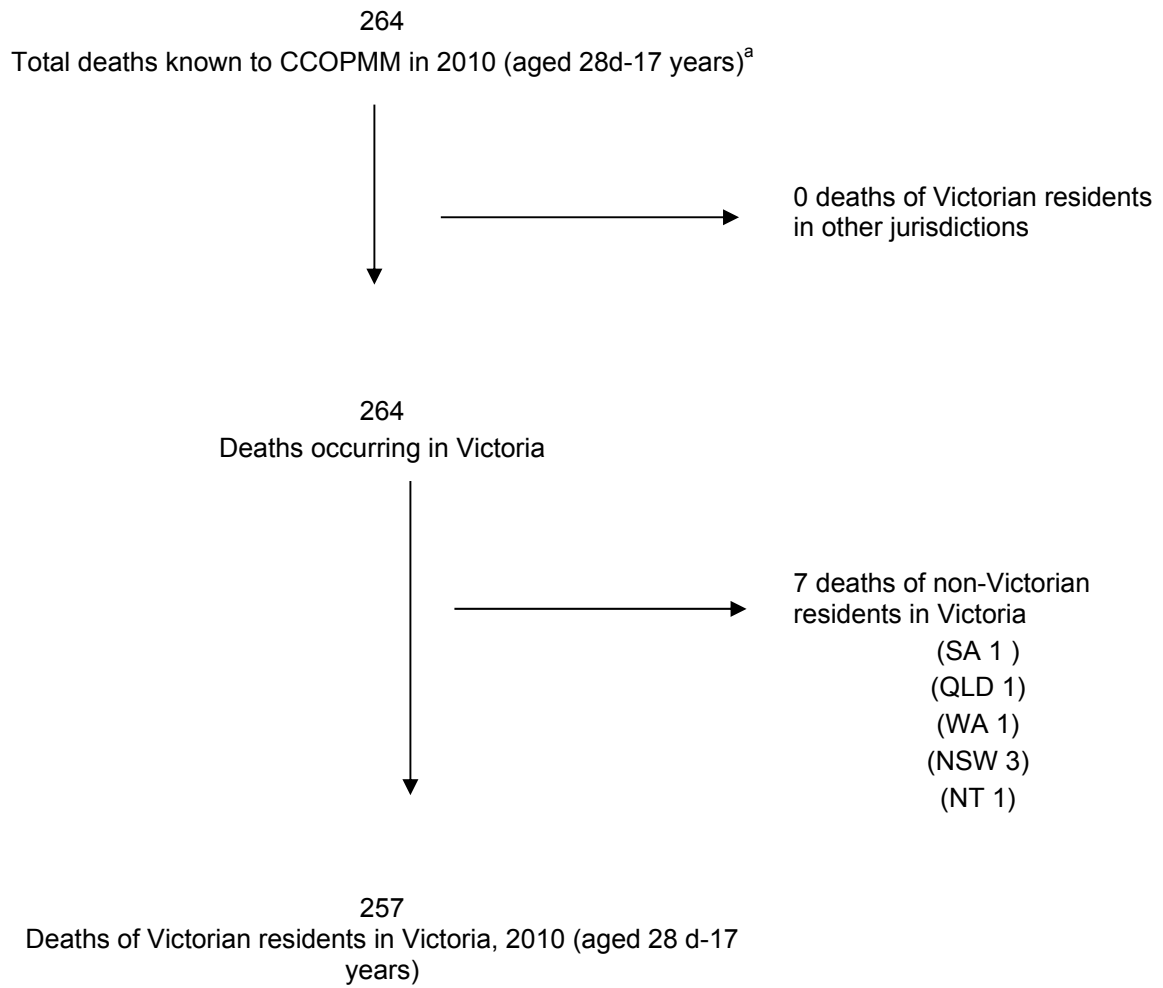 264
Total deaths known to CCOPMM in 2010 (aged 28d-17 years)a
0 deaths of Victorian residents
in other jurisdictions
264
Deaths occurring in Victoria
7 deaths of non-Victorian
residents in Victoria
(SA 1 )
(QLD 1)
(WA 1)
(NSW 3)
(NT 1)
257
Deaths of Victorian residents in Victoria, 2010 (aged 28 d-17
years)